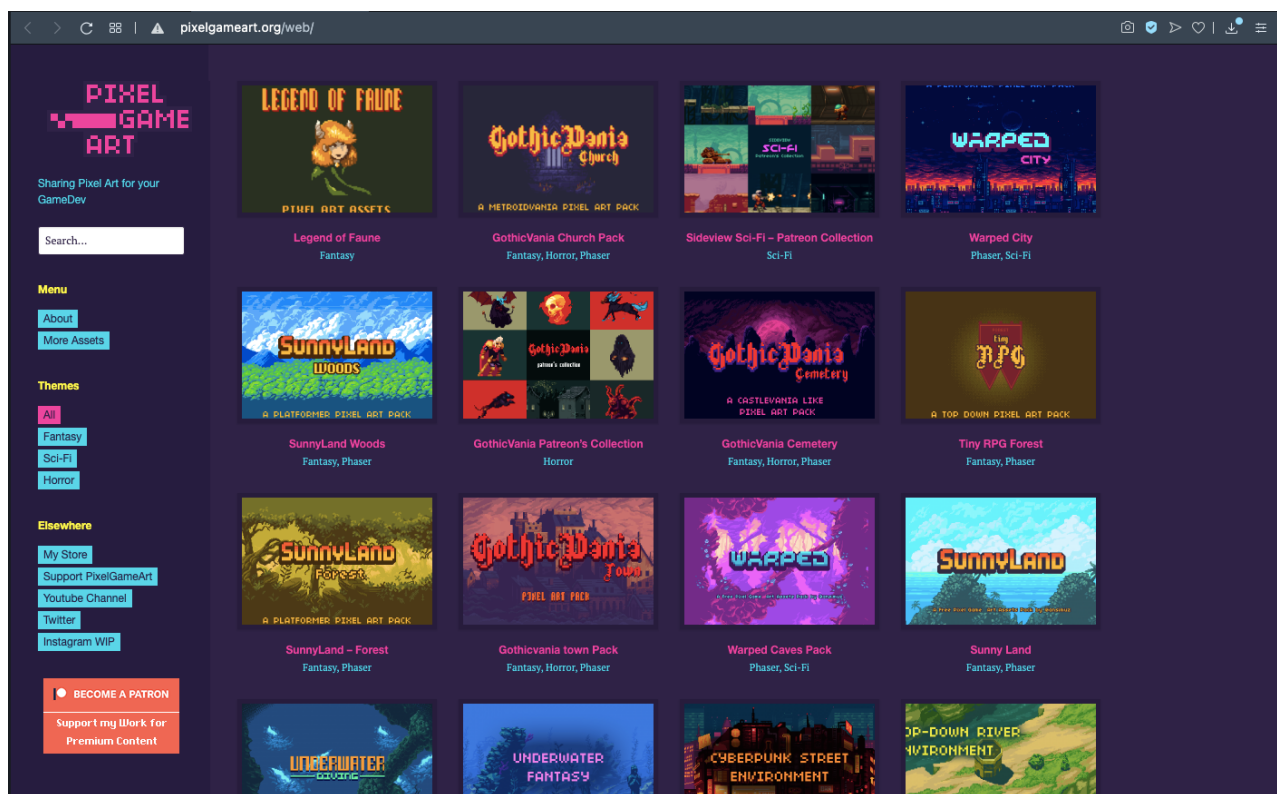 pixelgameart.org/web/
PIXEL
GAME
ART
Sharing Pixel Art for your
GameDev
Search...
Menu
About
More Assets
Themes
All
Fantasy
Sci-Fi
Horror
Elsewhere
My Store
Support PixelGameArt
Youtube Channel
Twitter
Instagram WIP
BECOME A PATRON
Support my Work for
Premium Content
LEGEND OF FAUNE
PIXEL ART ASSETS
Legend of Faune
Fantasy
GothicVania
Church
A METROIDVANIA PIXEL ART PACK
GothicVania Church Pack
Fantasy, Horror, Phaser
SIDEVIEW
SCI-FI
Patreon's Collection
Sideview Sci-Fi – Patreon Collection
Sci-Fi
A PLATFORMER PIXEL ART PACK
WARPED
CITY
Warped City
Phaser, Sci-Fi
SUNNYLAND
WOODS
A PLATFORMER PIXEL ART PACK
SunnyLand Woods
Fantasy, Phaser
GothicVania
patreon's collection
GothicVania Patreon's Collection
Horror
GothicVania
Cemetery
A CASTLEVANIA LIKE
PIXEL ART PACK
GothicVania Cemetery
Fantasy, Horror, Phaser
tiny
RPG
A TOP DOWN PIXEL ART PACK
Tiny RPG Forest
Fantasy, Phaser
SUNNYLAND
FOREST
A PLATFORMER PIXEL ART PACK
SunnyLand – Forest
Fantasy, Phaser
GothicVania
Town
PIXEL ART PACK
Gothicvania town Pack
Fantasy, Horror, Phaser
WARPED
Warped Caves Pack
Phaser, Sci-Fi
SUNNYLAND
Sunny Land
Fantasy, Phaser
UNDERWATER
DIVING
UNDERWATER
FANTASY
CYBERPUNK STREET
ENVIRONMENT
OP-DOWN RIVER
NVIRONMENT